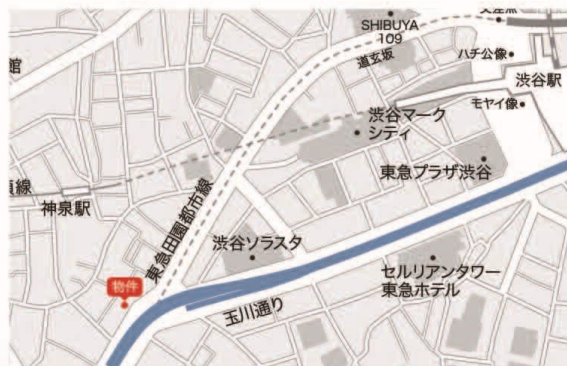 SHIBUYA
109
道玄坂
ハチ公像
館
渋谷駅
モヤイ像
渋谷マーク
シティ
東急プラザ渋谷
神泉駅
東急田園都市線
渋谷ソラスタ
セルリアンタワー
東急ホテル
物件
玉川通り